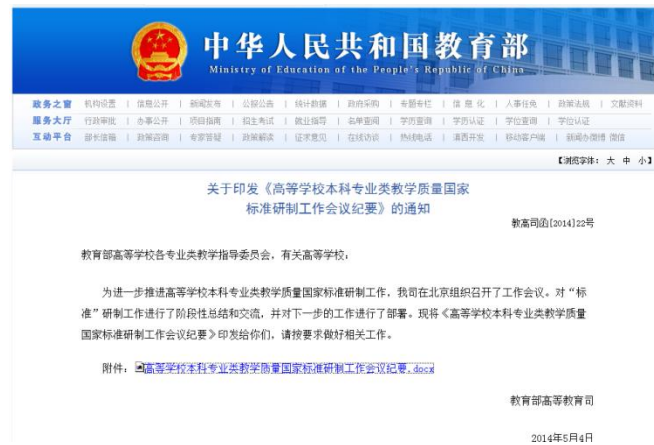 中华人民共和国教育部
Ministry of Education of the People's Republic of China
政务之窗 机构设置 | 信息公开 | 新闻发布 | 公报公告 | 统计数据 | 政府采购 | 专题专栏 | 信 息 化 | 人事任免 | 政策法规 | 文献资料
服务大厅 行政审批 | 办事公开 | 项目指南 | 招生考试 | 就业指导 | 名单查阅 | 学历查询 | 学历认证 | 学位查询 | 学位认证
互动平台 部长信箱 | 政策咨询 | 专家答疑 | 政策解读 | 征求意见 | 在线访谈 | 热线电话 | 清西开发 | 移动客户端 | 新闻办微博 微信
【浏览字体： 大 中 小】
关于印发《高等学校本科专业类教学质量国家
标准研制工作会议纪要》的通知
教高司函[2014]22号
教育部高等学校各专业类教学指导委员会，有关高等学校：
为进一步推进高等学校本科专业类教学质量国家标准研制工作，我司在北京组织召开了工作会议。对“标
准”研制工作进行了阶段性总结和交流，并对下一步的工作进行了部署。现将《高等学校本科专业类教学质量
国家标准研制工作会议纪要》印发给你们，请按要求做好相关工作。
附件： 高等学校本科专业类教学质量国家标准研制工作会议纪要.docx
教育部高等教育司
2014年5月4日